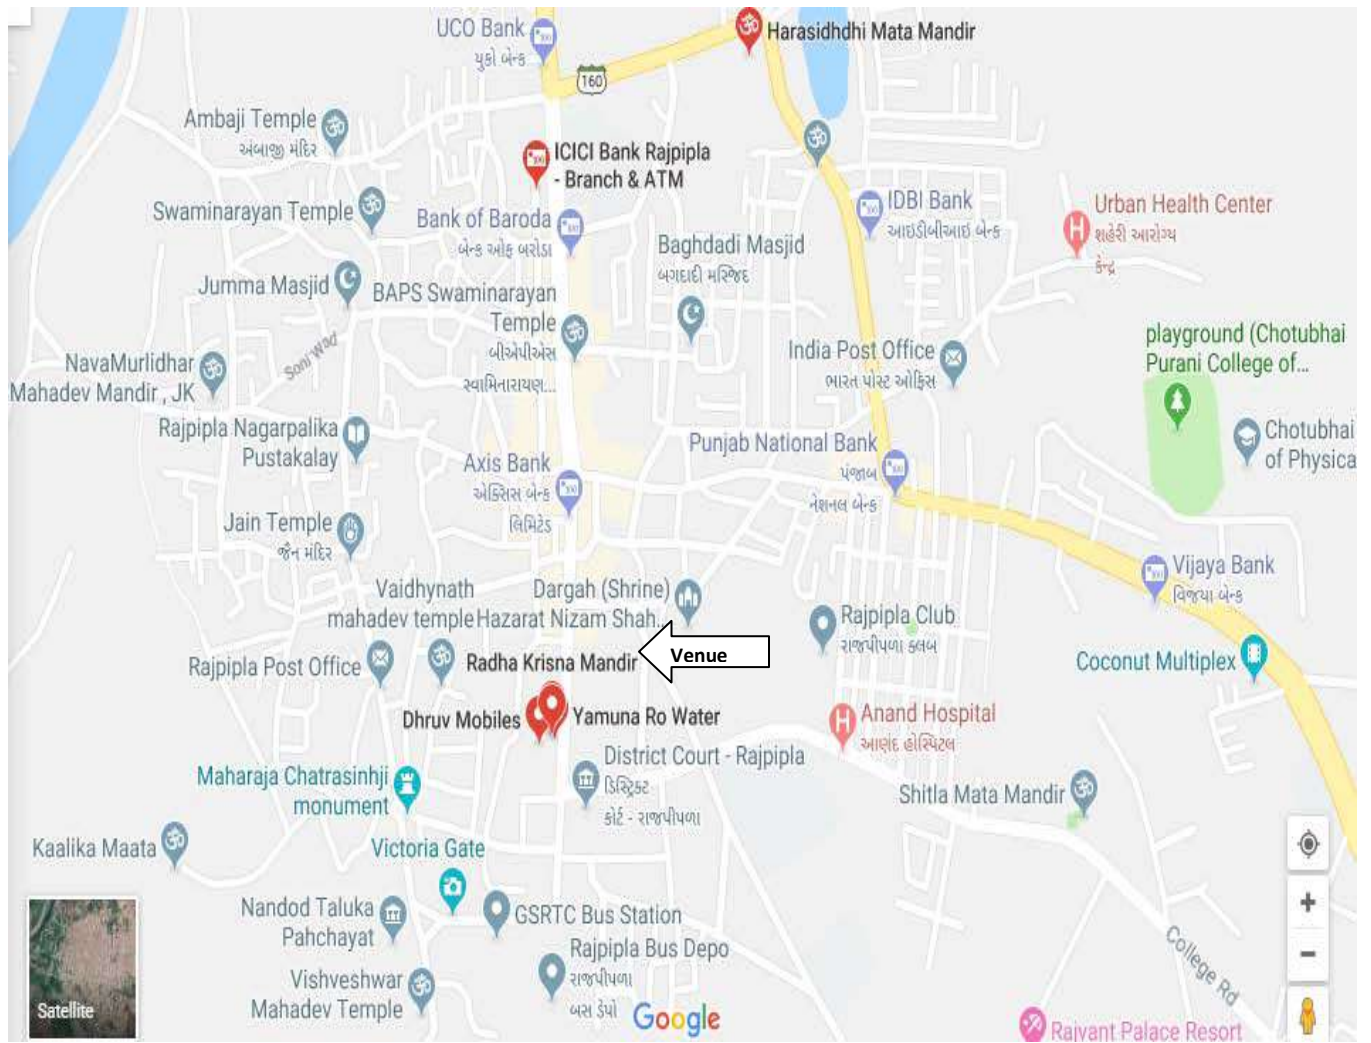 UCO Bank
યુકો બેન્ક
Harasidhdhi Mata Mandir
160
Ambaji Temple
અંબાજી મંદિર
ICICI Bank Rajpipla
- Branch & ATM
Swaminarayan Temple
Bank of Baroda
બેન્ક ઓફ બરોડા
IDBI Bank
આઇડીબીઆઇ બેન્ક
Urban Health Center
શહેરી આરોગ્ય
કેન્દ્ર
Baghdadi Masjid
બગદાદી મસ્જિદ
Jumma Masjid
BAPS Swaminarayan
Temple
બીએપીએસ
સ્વામિનારાયણ...
Soni Wad
NavaMurlidhar
Mahadev Mandir , JK
India Post Office
ભારત પોસ્ટ ઓફિસ
playground (Chotubhai
Purani College of...
Chotubhai
of Physica
Rajpipla Nagarpalika
Pustakalay
Axis Bank
એક્સિસ બેન્ક
લિમિટેડ
Punjab National Bank
પંજાબ
નેશનલ બેન્ક
Jain Temple
જૈન મંદિર
Vijaya Bank
વિજયા બેન્ક
Vaidhynath
mahadev temple
Dargah (Shrine)
Hazarat Nizam Shah...
Rajpipla Club
રાજપીપળા ક્લબ
Venue
Rajpipla Post Office
Radha Krisna Mandir
Coconut Multiplex
Dhruv Mobiles
Yamuna Ro Water
Anand Hospital
આણંદ હોસ્પિટલ
District Court - Rajpipla
ડિસ્ટ્રિક્ટ
કોર્ટ - રાજપીપળા
Maharaja Chatrasinhji
monument
Shitla Mata Mandir
Kaalika Maata
Victoria Gate
Nandod Taluka
Pahchayat
GSRTC Bus Station
Rajpipla Bus Depo
રાજપીપળા
બસ ડેપો
Vishveshwar
Mahadev Temple
College Rd
Satellite
Google
Rajvant Palace Resort
+
−